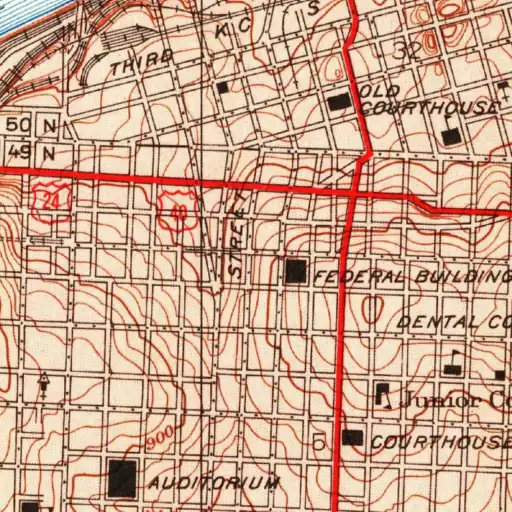 K C S
THIRD
32
OLD
COURTHOUSE
50 N
49 N
24
40
STREET
FEDERAL BUILDING
DENTAL CO
Junior Co
900
5
COURTHOUSE
AUDITORIUM